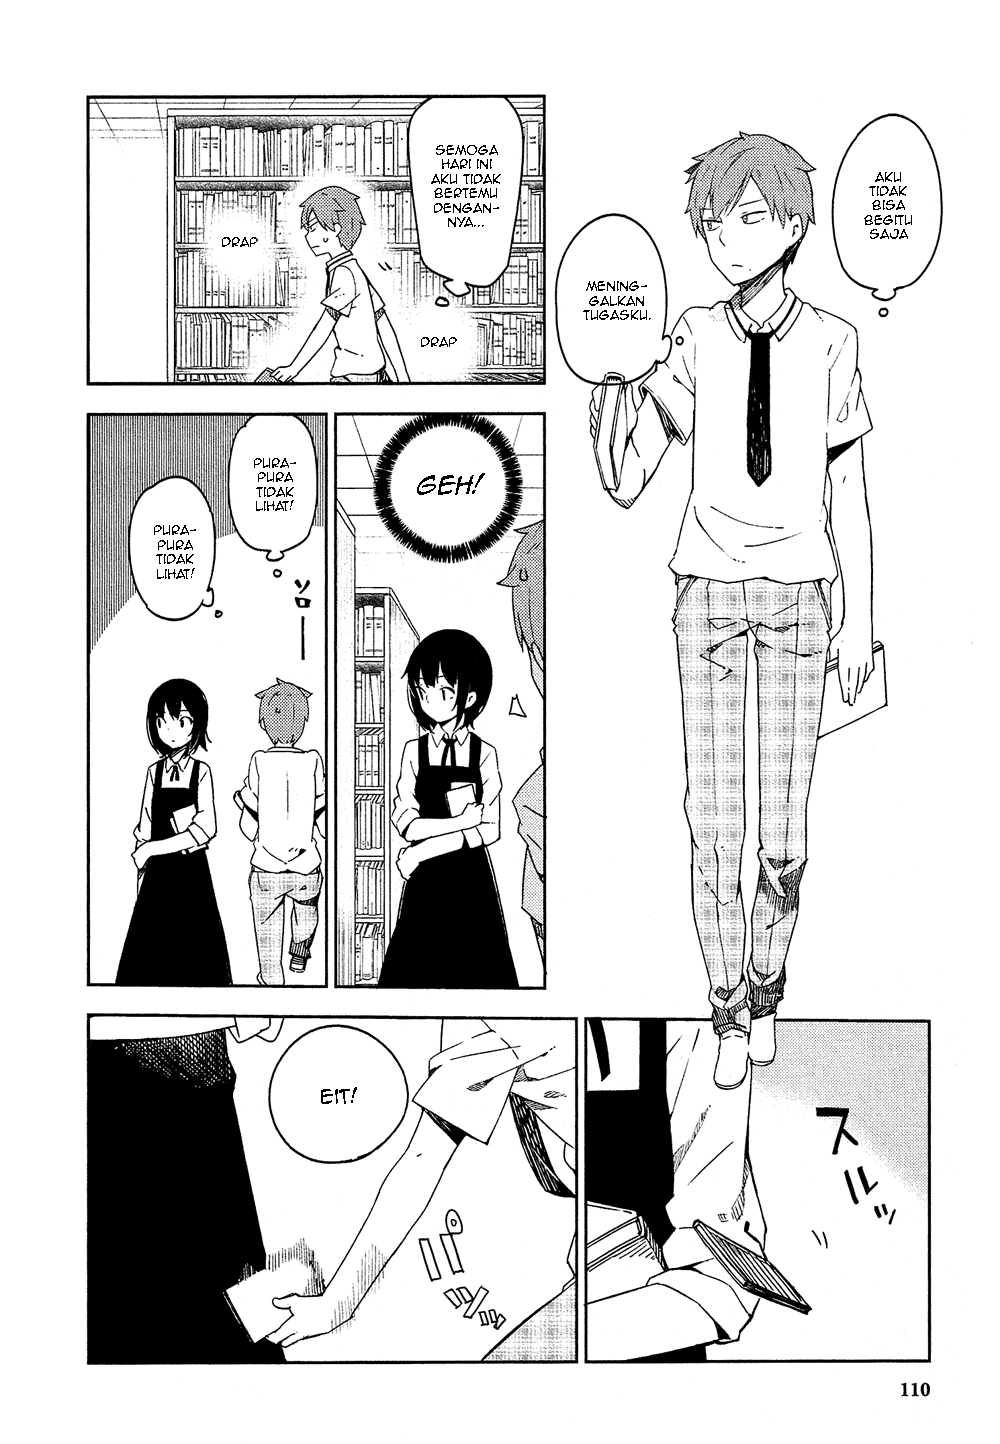 AKU
TIDAK
BISA
BEGITU
SAJA
MENING-
GALKAN
TUGASKU.
SEMOGA
HARI INI
AKU TIDAK
BERTEMU
DENGAN-
NYA...
DRAP
DRAP
GEH!
PURA-
PURA
TIDAK
LIHAT!
PURA-
PURA
TIDAK
LIHAT!
ソロー
スルッ
EIT!
パシッ
110